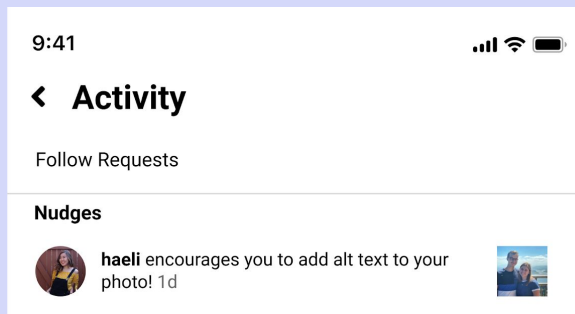 9:41
Activity
Follow Requests
Nudges
haeli encourages you to add alt text to your
photo! 1d